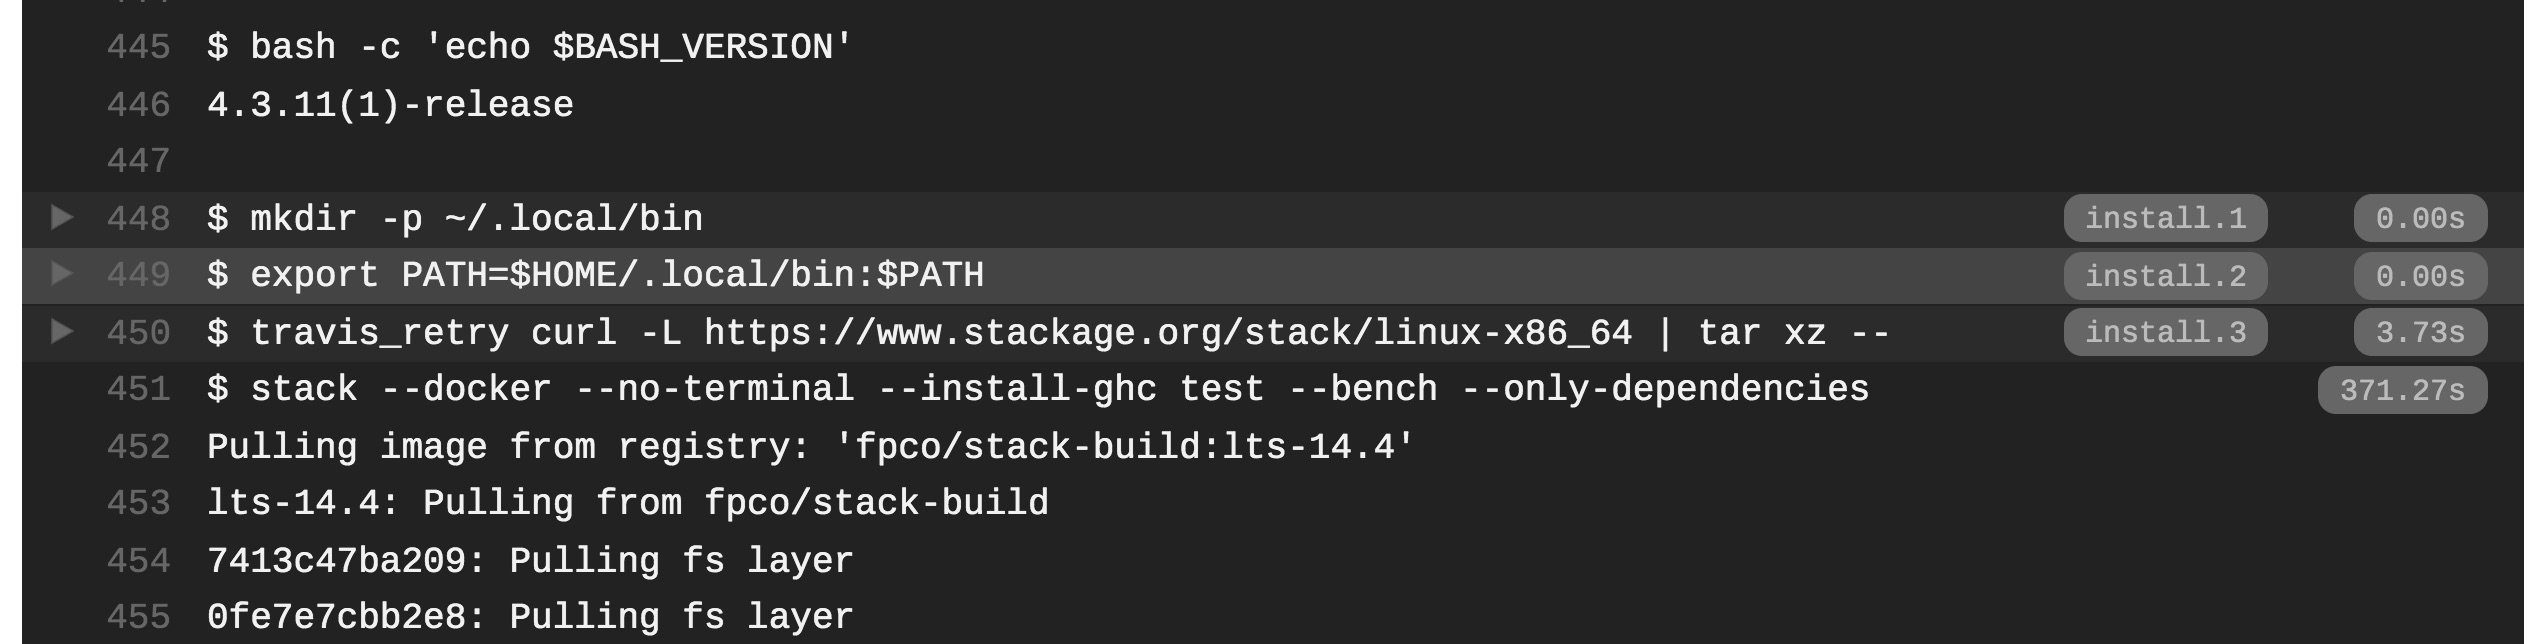 445 $ bash -c 'echo $BASH_VERSION'
446 4.3.11(1)-release
447
448 $ mkdir -p ~/.local/bin install.1 0.00s
449 $ export PATH=$HOME/.local/bin:$PATH install.2 0.00s
450 $ travis_retry curl -L https://www.stackage.org/stack/linux-x86_64 | tar xz -- install.3 3.73s
451 $ stack --docker --no-terminal --install-ghc test --bench --only-dependencies 371.27s
452 Pulling image from registry: 'fpco/stack-build:lts-14.4'
453 lts-14.4: Pulling from fpco/stack-build
454 7413c47ba209: Pulling fs layer
455 0fe7e7cbb2e8: Pulling fs layer